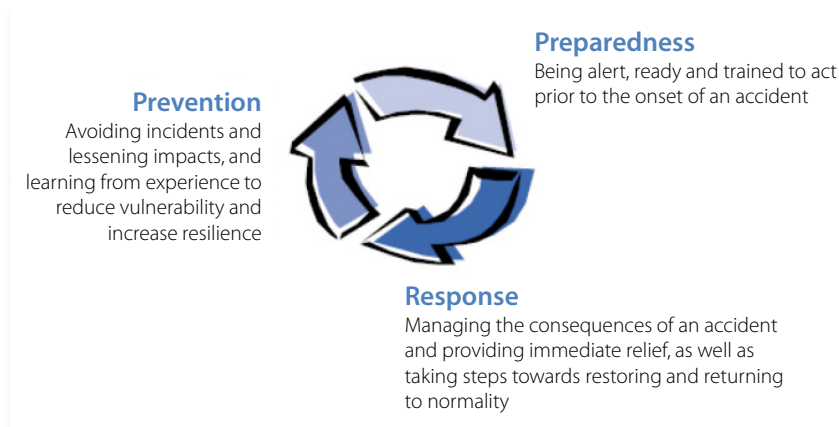 Preparedness
Being alert, ready and trained to act
prior to the onset of an accident
Prevention
Avoiding incidents and
lessening impacts, and
learning from experience to
reduce vulnerability and
increase resilience
Response
Managing the consequences of an accident
and providing immediate relief, as well as
taking steps towards restoring and returning
to normality